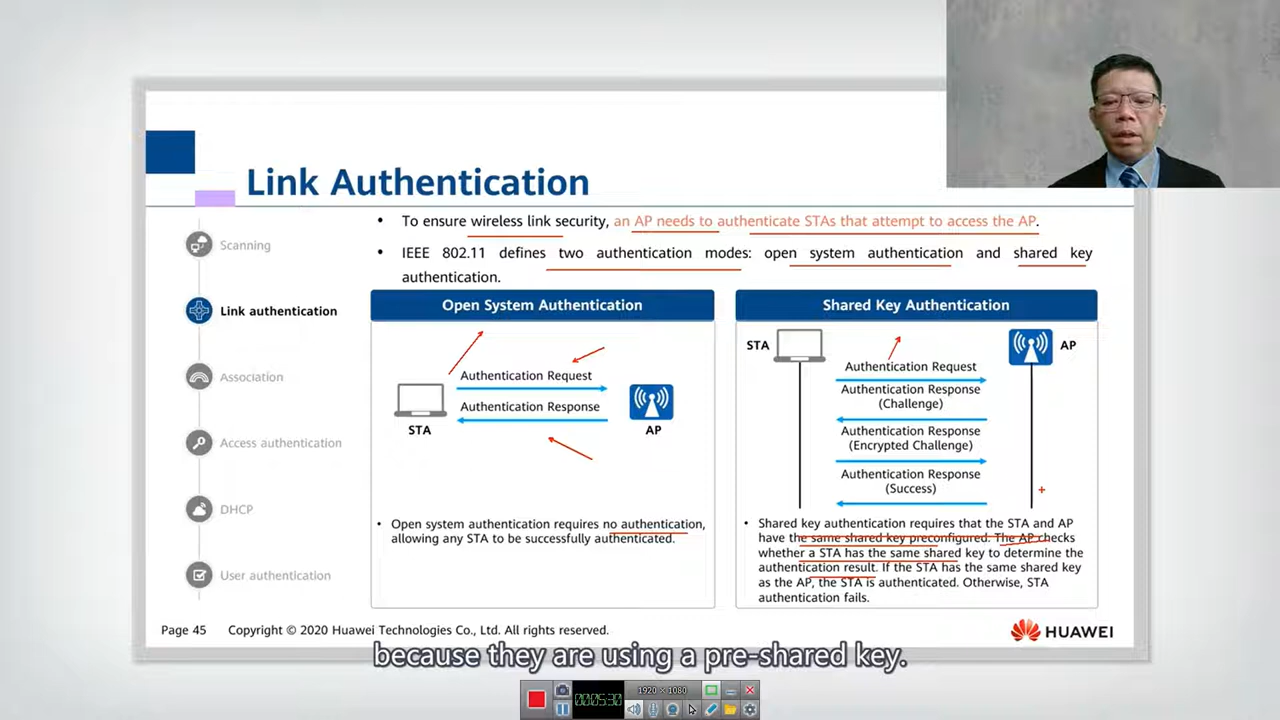 Link Authentication
• To ensure wireless link security, an AP needs to authenticate STAs that attempt to access the AP.
• IEEE 802.11 defines two authentication modes: open system authentication and shared key
authentication.
Scanning
Link authentication
Association
Access authentication
DHCP
User authentication
Open System Authentication
Authentication Request
Authentication Response
STA
AP
• Open system authentication requires no authentication,
allowing any STA to be successfully authenticated.
Shared Key Authentication
STA
AP
Authentication Request
Authentication Response
(Challenge)
Authentication Response
(Encrypted Challenge)
Authentication Response
(Success)
• Shared key authentication requires that the STA and AP
have the same shared key preconfigured. The AP checks
whether a STA has the same shared key to determine the
authentication result. If the STA has the same shared key
as the AP, the STA is authenticated. Otherwise, STA
authentication fails.
Page 45 Copyright © 2020 Huawei Technologies Co., Ltd. All rights reserved.
HUAWEI
because they are using a pre-shared key.
00:05:30
1920 × 1080